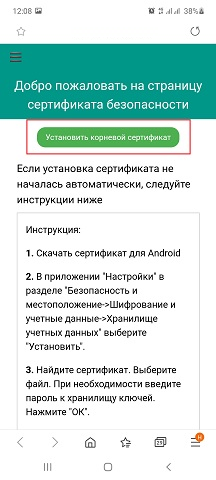 12:08
38%
Добро пожаловать на страницу
сертификата безопасности
Установить корневой сертификат
Если установка сертификата не
началась автоматически, следуйте
инструкции ниже
Инструкция:
1. Скачать сертификат для Android
2. В приложении "Настройки" в
разделе "Безопасность и
местоположение->Шифрование и
учетные данные->Хранилище
учетных данных" выберите
"Установить".
3. Найдите сертификат. Выберите
файл. При необходимости введите
пароль к хранилищу ключей.
Нажмите "ОК".